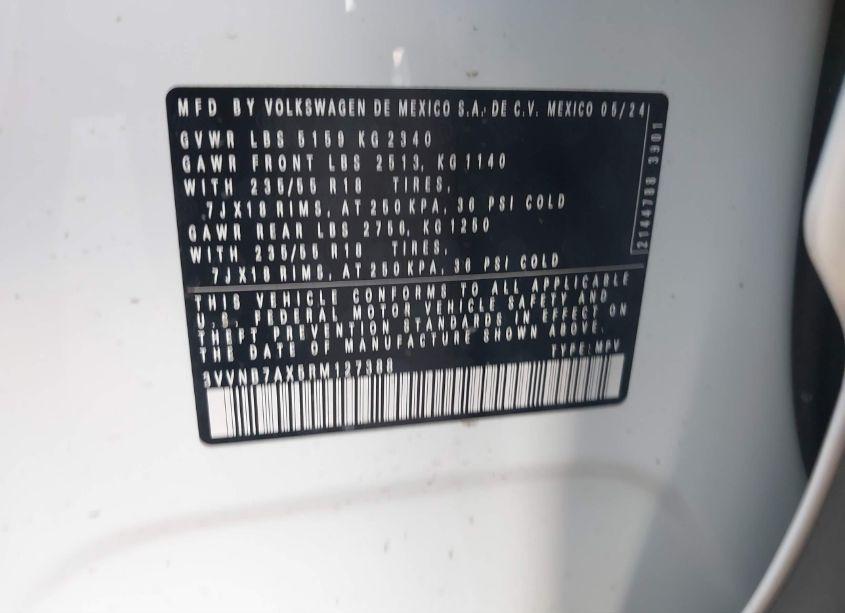 MFD BY VOLKSWAGEN DE MEXICO S.A. DE C.V. MEXICO 05/24
GVWR LBS 5159 KG 2340
GAWR FRONT LBS 2513, KG 1140
WITH 235/55 R18 TIRES,
7JX18 RIMS, AT 250 KPA, 36 PSI COLD
GAWR REAR LBS 2756, KG 1250
WITH 235/55 R18 TIRES,
7JX18 RIMS, AT 250 KPA, 36 PSI COLD
2144788 3901
THIS VEHICLE CONFORMS TO ALL APPLICABLE
U.S. FEDERAL MOTOR VEHICLE SAFETY AND
THEFT PREVENTION STANDARDS IN EFFECT ON
THE DATE OF MANUFACTURE SHOWN ABOVE.
TYPE: MPV
3VVNB7AX5RM127388